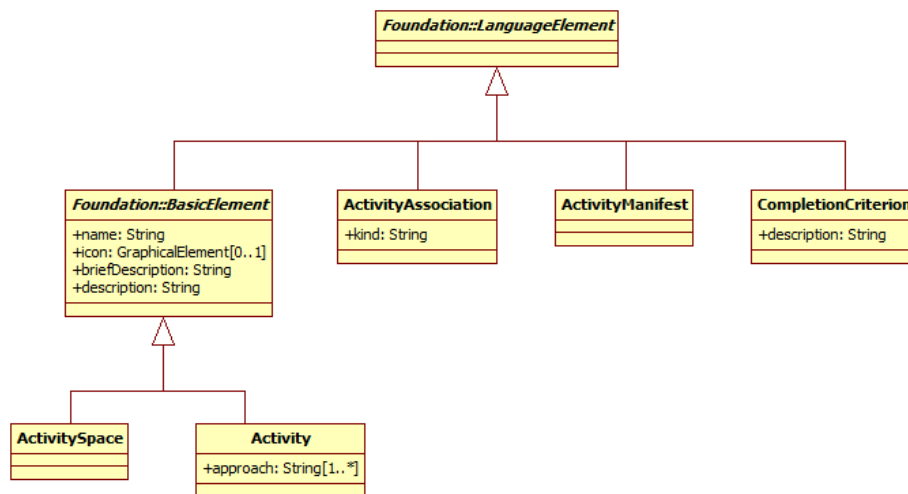 Foundation::LanguageElement
Foundation::BasicElement
+name: String
+icon: GraphicalElement[0..1]
+briefDescription: String
+description: String
ActivityAssociation
+kind: String
ActivityManifest
CompletionCriterion
+description: String
ActivitySpace
Activity
+approach: String[1..*]